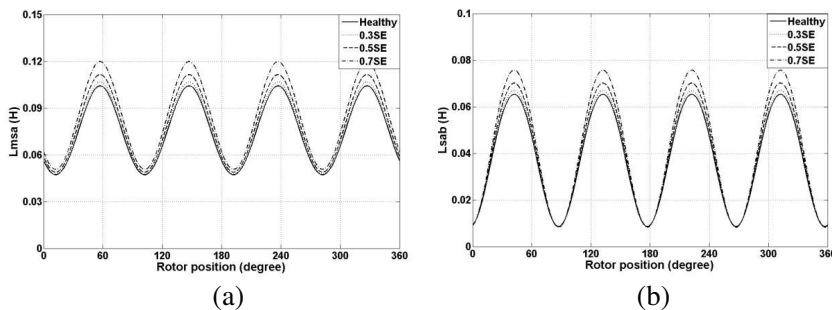 0.15
0.12
0.09
0.06
0.03
0
Lmsa (H)
Healthy
0.3SE
0.5SE
0.7SE
0 60 120 180 240 300 360
Rotor position (degree)
(a)
0.1
0.08
0.06
0.04
0.02
0
Lsab (H)
Healthy
0.3SE
0.5SE
0.7SE
0 60 120 180 240 300 360
Rotor position (degree)
(b)